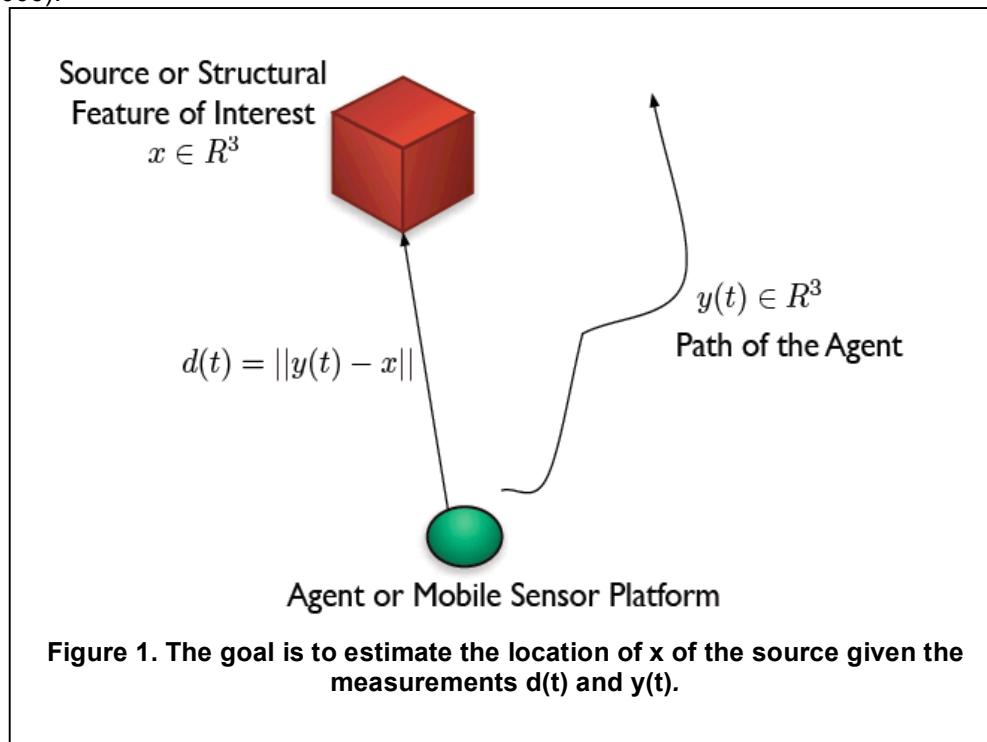 Source or Structural
Feature of Interest
x ∈ R³
d(t) = ||y(t) − x||
y(t) ∈ R³
Path of the Agent
Agent or Mobile Sensor Platform
Figure 1. The goal is to estimate the location of x of the source given the
measurements d(t) and y(t).